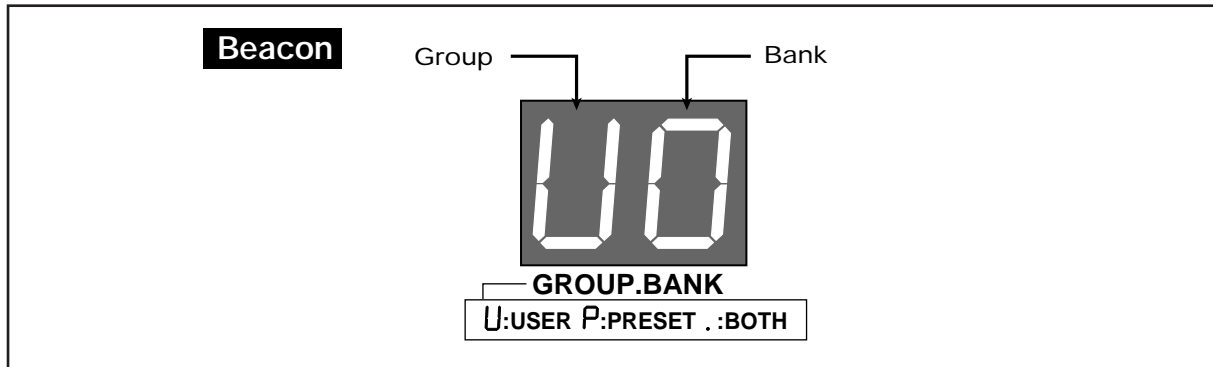 Beacon
Group Bank
U0
GROUP.BANK
U:USER P:PRESET .:BOTH